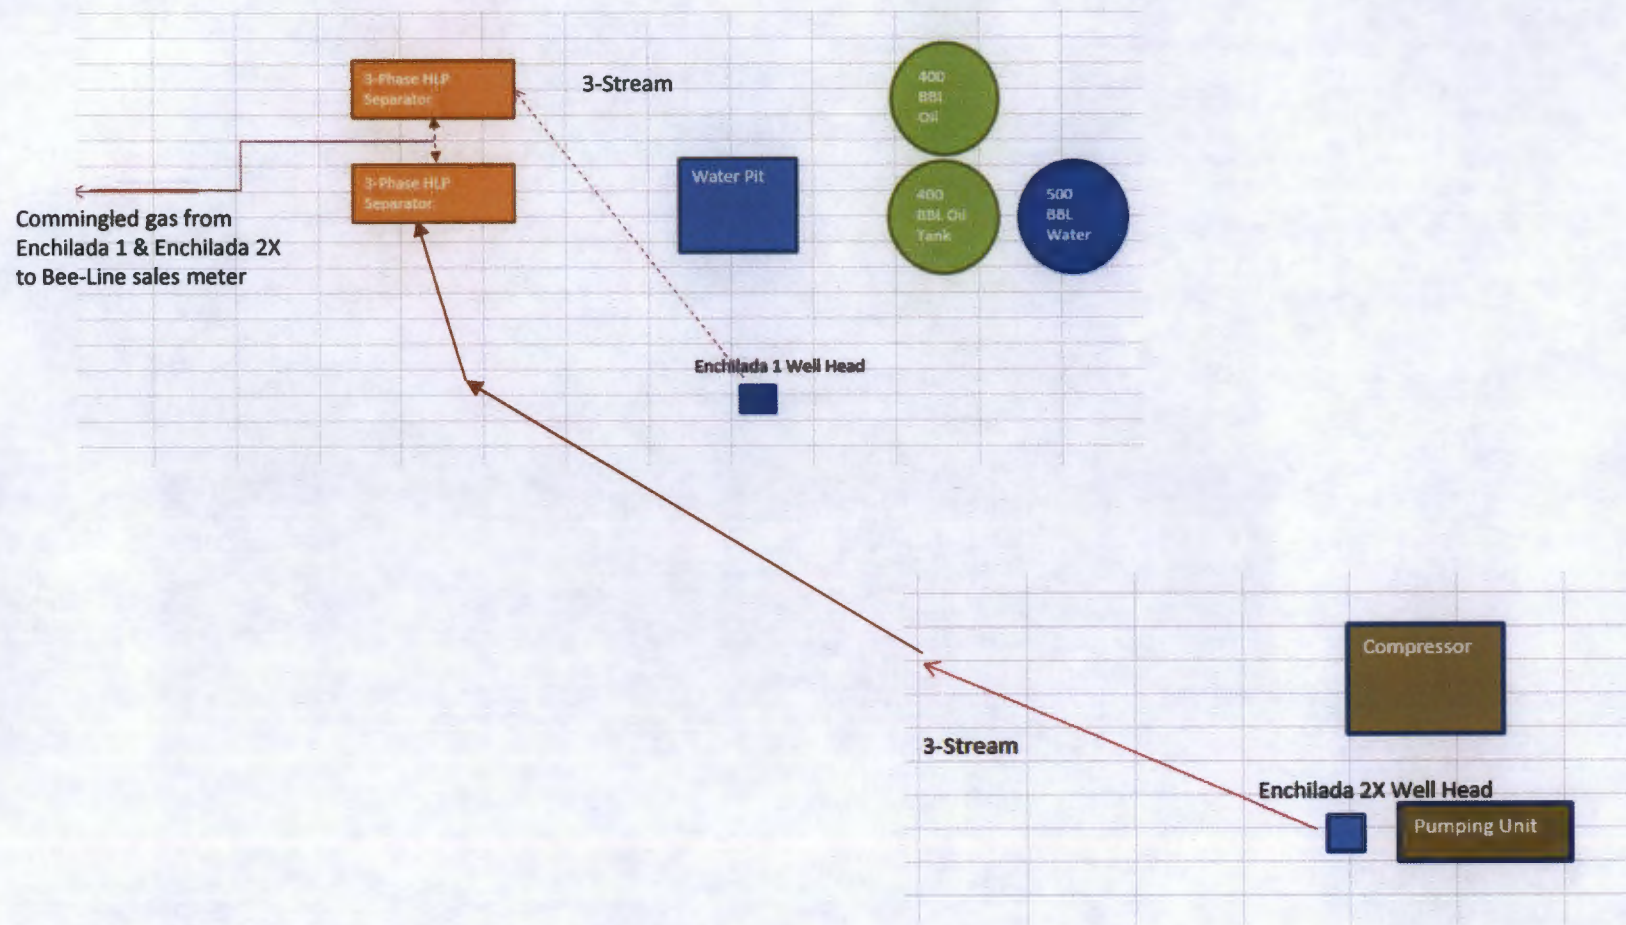 3-Phase HLP
Separator
3-Stream
400
BBl
Oil
3-Phase HLP
Separator
Water Pit
400
BBL Oil
Tank
500
BBL
Water
Commingled gas from
Enchilada 1 & Enchilada 2X
to Bee-Line sales meter
Enchilada 1 Well Head
Compressor
3-Stream
Enchilada 2X Well Head
Pumping Unit